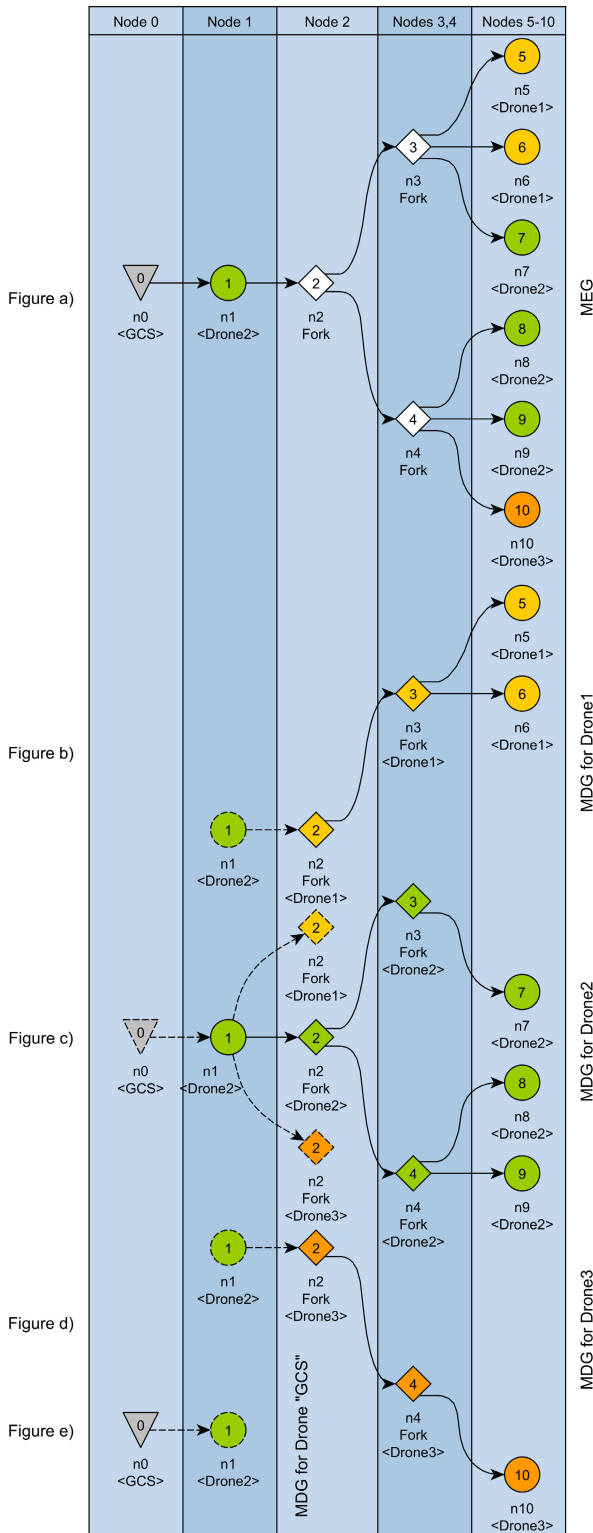 Node 0 Node 1 Node 2 Nodes 3,4 Nodes 5-10
Figure a)
MEG
0
n0
<GCS>
1
n1
<Drone2>
2
n2
Fork
3
n3
Fork
4
n4
Fork
5
n5
<Drone1>
6
n6
<Drone1>
7
n7
<Drone2>
8
n8
<Drone2>
9
n9
<Drone2>
10
n10
<Drone3>
Figure b)
MDG for Drone1
1
n1
<Drone2>
2
n2
Fork
<Drone1>
3
n3
Fork
<Drone1>
5
n5
<Drone1>
6
n6
<Drone1>
Figure c)
MDG for Drone2
0
n0
<GCS>
1
n1
<Drone2>
2
n2
Fork
<Drone1>
2
n2
Fork
<Drone2>
2
n2
Fork
<Drone3>
3
n3
Fork
<Drone2>
4
n4
Fork
<Drone2>
7
n7
<Drone2>
8
n8
<Drone2>
9
n9
<Drone2>
Figure d)
MDG for Drone3
1
n1
<Drone2>
2
n2
Fork
<Drone3>
4
n4
Fork
<Drone3>
10
n10
<Drone3>
Figure e)
MDG for Drone "GCS"
0
n0
<GCS>
1
n1
<Drone2>